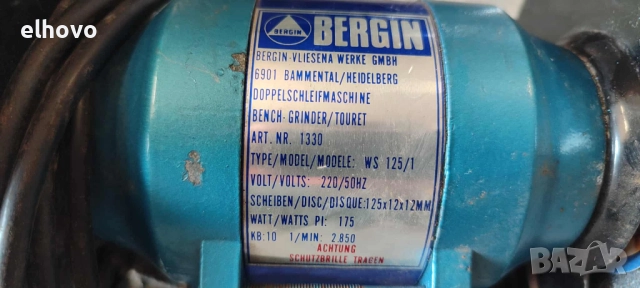 elhovo
BERGIN
BERGIN
BERGIN-VLIESENA WERKE GMBH
6901 BAMMENTAL/HEIDELBERG
DOPPELSCHLEIFMASCHINE
BENCH-GRINDER/TOURET
ART. NR. 1330
TYPE/MODEL/MODELE: WS 125/1
VOLT/VOLTS: 220/50HZ
SCHEIBEN/DISC/DISQUE:125x12x12MM
WATT/WATTS PI: 175
KB:10 1/MIN: 2.850
ACHTUNG
SCHUTZBRILLE TRAGEN
BAZAR
bg